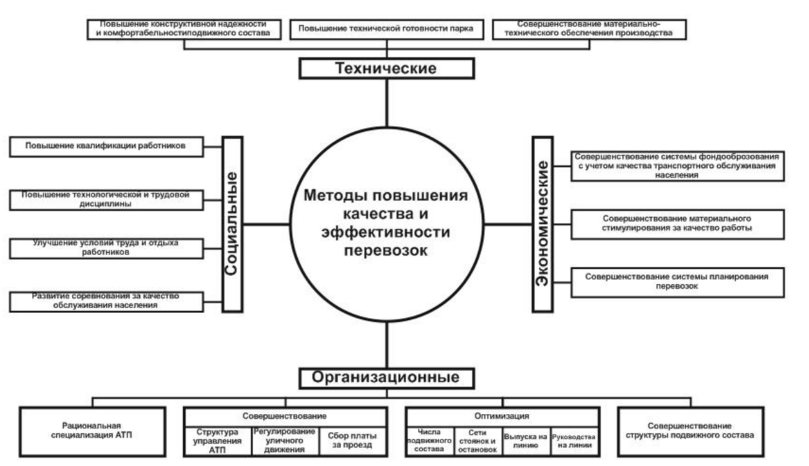 Повышение конструктивной надежности
и комфортабельностиподвижного состава
Повышение технической готовности парка
Совершенствование материально-
технического обеспечения производства
Технические
Социальные
Повышение квалификации работников
Повышение технологической и трудовой
дисциплины
Улучшение условий труда и отдыха
работников
Развитие соревнования за качество
обслуживания населения
Методы повышения
качества и
эффективности
перевозок
Экономические
Совершенствование системы фондооброзования
с учетом качества транспортного обслуживания
населения
Совершенствование материального
стимулирования за качество работы
Совершенствование системы планирования
перевозок
Организационные
Рациональная
специализация АТП
Совершенствование
Структура
управления
АТП
Регулирование
уличного
движения
Сбор платы
за проезд
Оптимизация
Числа
подвижного
состава
Сети
стоянок и
остановок
Выпуска на
линию
Руководства
на линии
Совершенствование
структуры подвижного состава